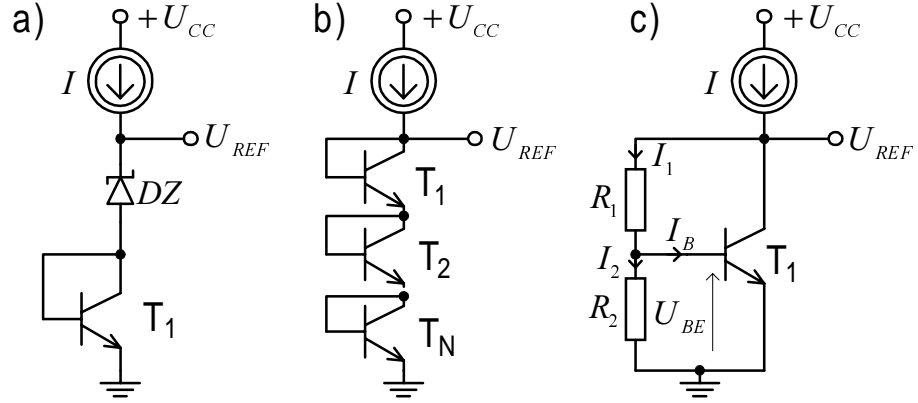 a)
+U_CC
I
U_REF
DZ
T_1
b)
+U_CC
I
U_REF
T_1
T_2
T_N
c)
+U_CC
I
U_REF
I_1
R_1
I_B
I_2
T_1
R_2
U_BE